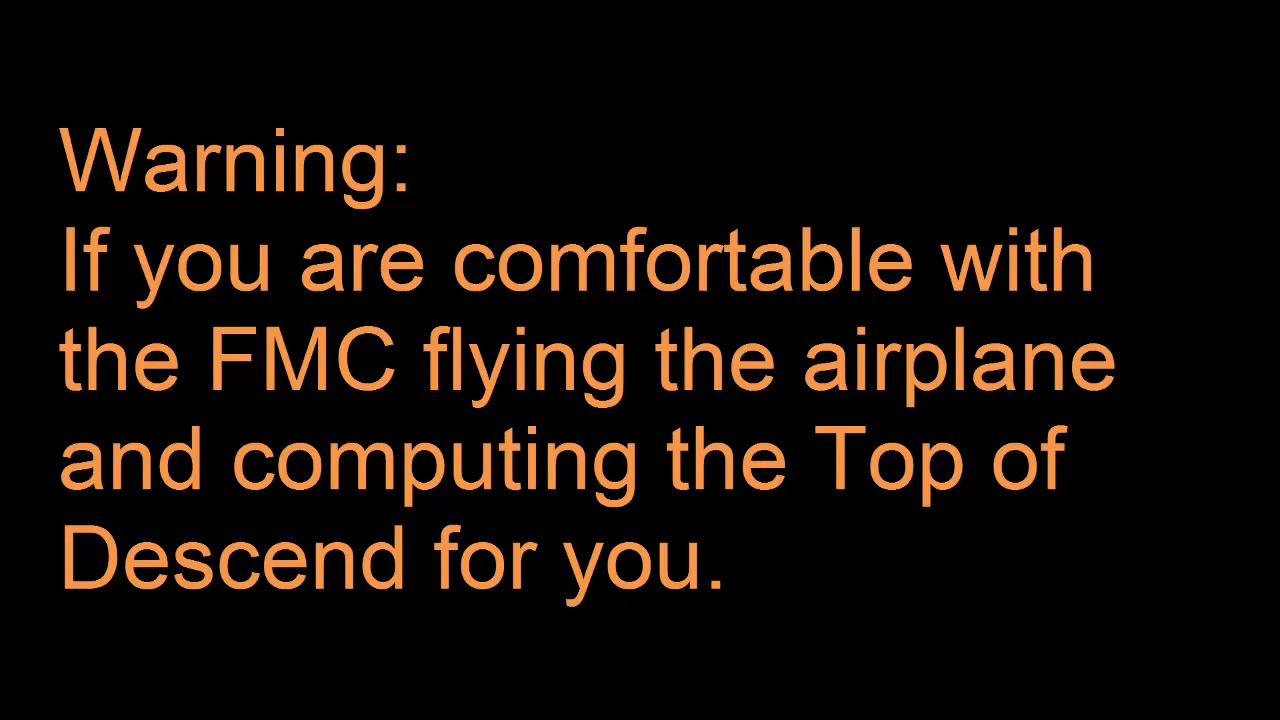 Warning:
If you are comfortable with
the FMC flying the airplane
and computing the Top of
Descend for you.